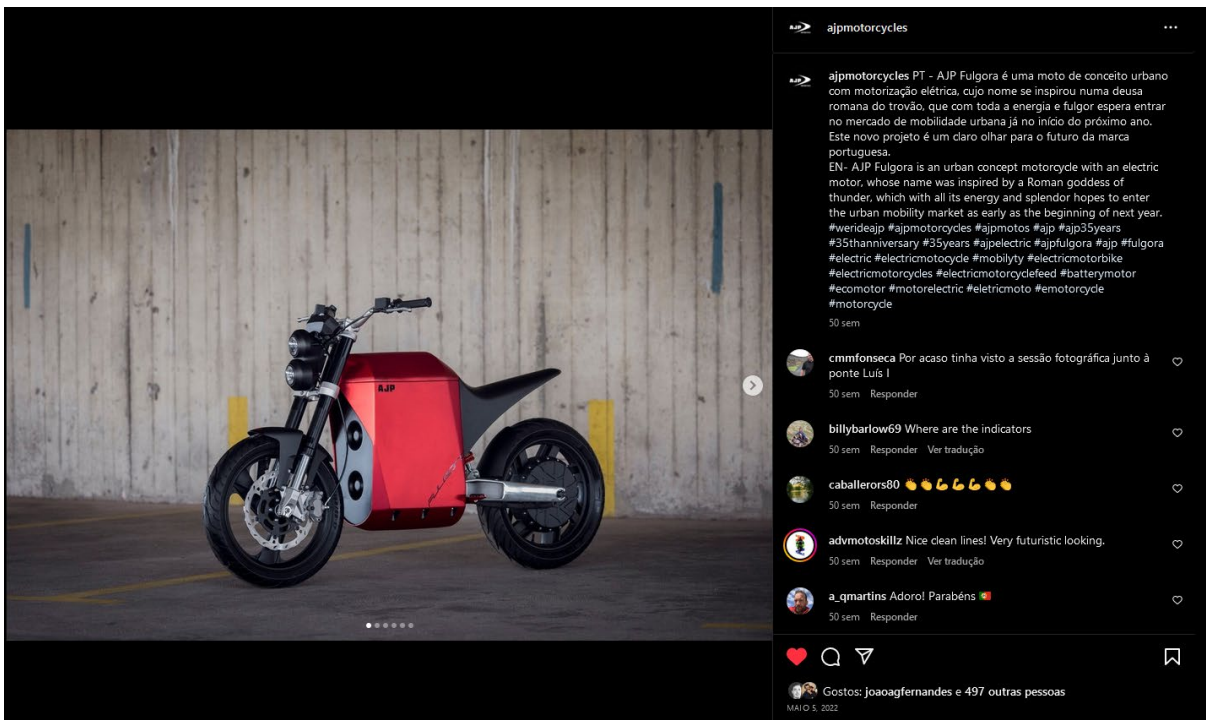 AJP
ajpmotorcycles
ajpmotorcycles PT - AJP Fulgora é uma moto de conceito urbano
com motorização elétrica, cujo nome se inspirou numa deusa
romana do trovão, que com toda a energia e fulgor espera entrar
no mercado de mobilidade urbana já no início do próximo ano.
Este novo projeto é um claro olhar para o futuro da marca
portuguesa.
EN- AJP Fulgora is an urban concept motorcycle with an electric
motor, whose name was inspired by a Roman goddess of
thunder, which with all its energy and splendor hopes to enter
the urban mobility market as early as the beginning of next year.
#werideajp #ajpmotorcycles #ajpmotos #ajp #ajp35years
#35thanniversary #35years #ajpelectric #ajpfulgora #ajp #fulgora
#electric #electricmotocycle #mobilyty #electricmotorbike
#electricmotorcycles #electricmotorcyclefeed #batterymotor
#ecomotor #motorelectric #eletricmoto #emotorcycle
#motorcycle
50 sem
cmmfonseca Por acaso tinha visto a sessão fotográfica junto à
ponte Luís I
50 sem Responder
billybarlow69 Where are the indicators
50 sem Responder Ver tradução
caballerors80 👏👏💪💪💪👏👏
50 sem Responder
advmotoskillz Nice clean lines! Very futuristic looking.
50 sem Responder Ver tradução
a_qmartins Adoro! Parabéns 🇵🇹
50 sem Responder
Gostos: joaoagfernandes e 497 outras pessoas
MAIO 5, 2022